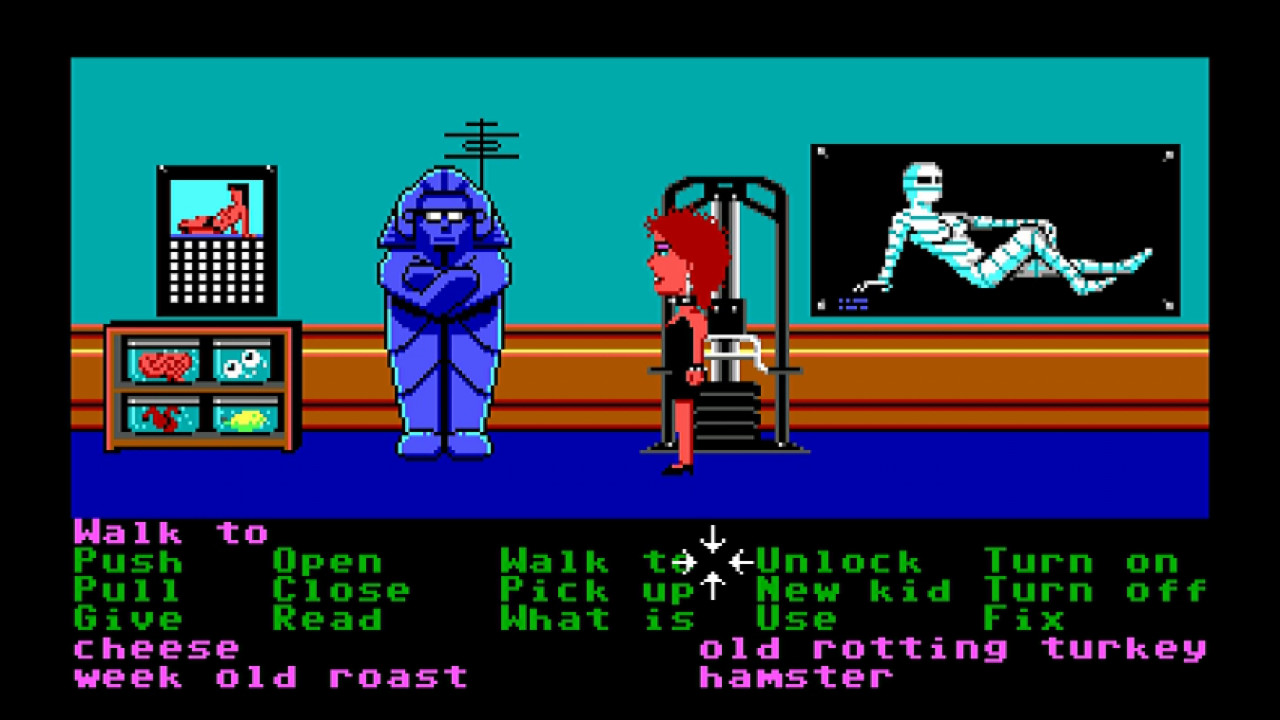 Walk to
Push Open Walk to Unlock Turn on
Pull Close Pick up New kid Turn off
Give Read What is Use Fix
cheese old rotting turkey
week old roast hamster